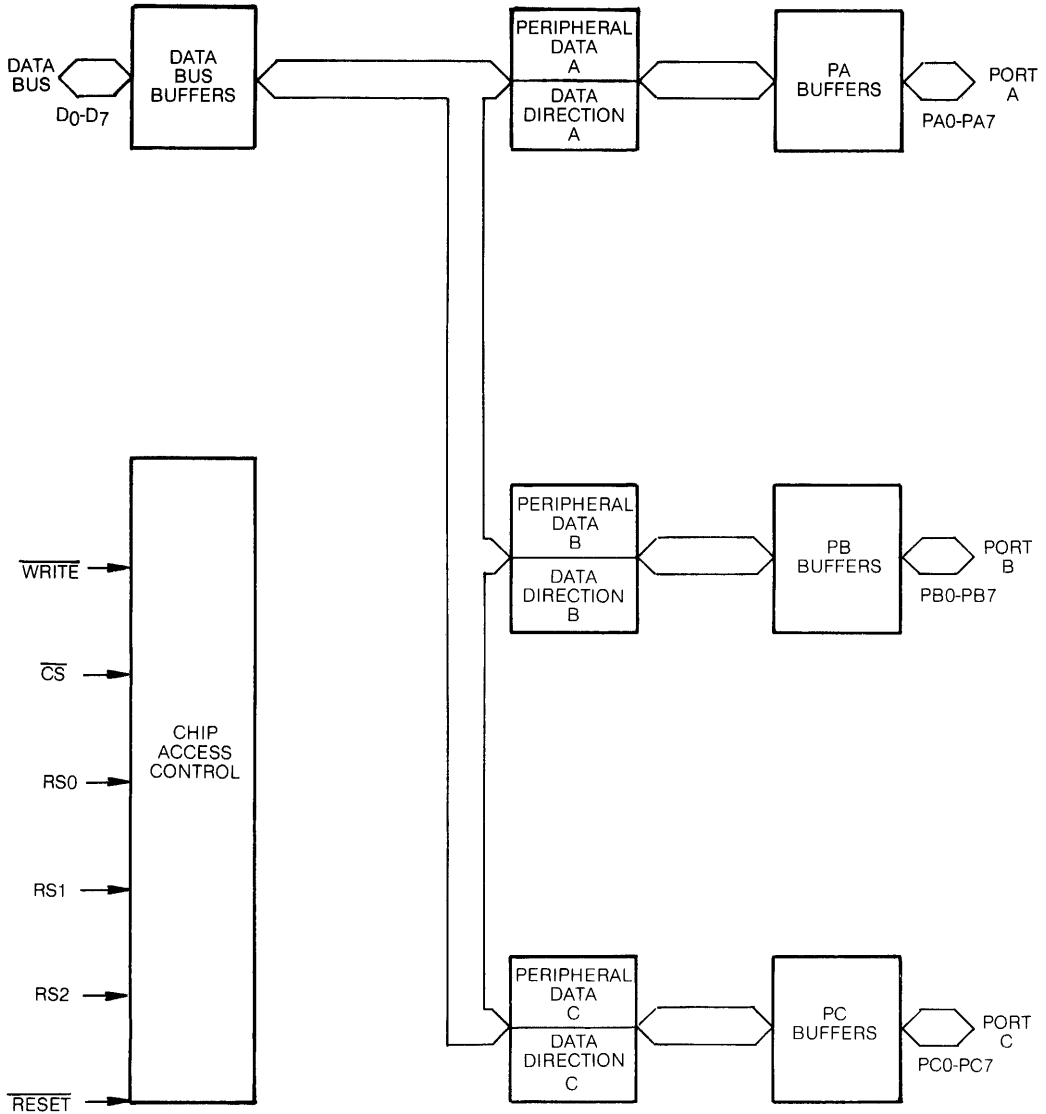 DATA
BUS
D0-D7
DATA
BUS
BUFFERS
PERIPHERAL
DATA
A
DATA
DIRECTION
A
PA
BUFFERS
PORT
A
PA0-PA7
PERIPHERAL
DATA
B
DATA
DIRECTION
B
PB
BUFFERS
PORT
B
PB0-PB7
WRITE
CS
RS0
RS1
RS2
RESET
CHIP
ACCESS
CONTROL
PERIPHERAL
DATA
C
DATA
DIRECTION
C
PC
BUFFERS
PORT
C
PC0-PC7